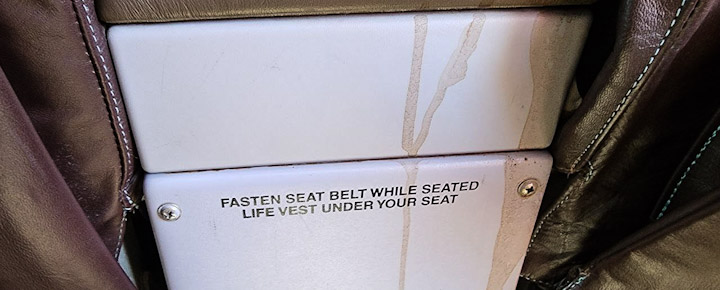 FASTEN SEAT BELT WHILE SEATED
LIFE VEST UNDER YOUR SEAT